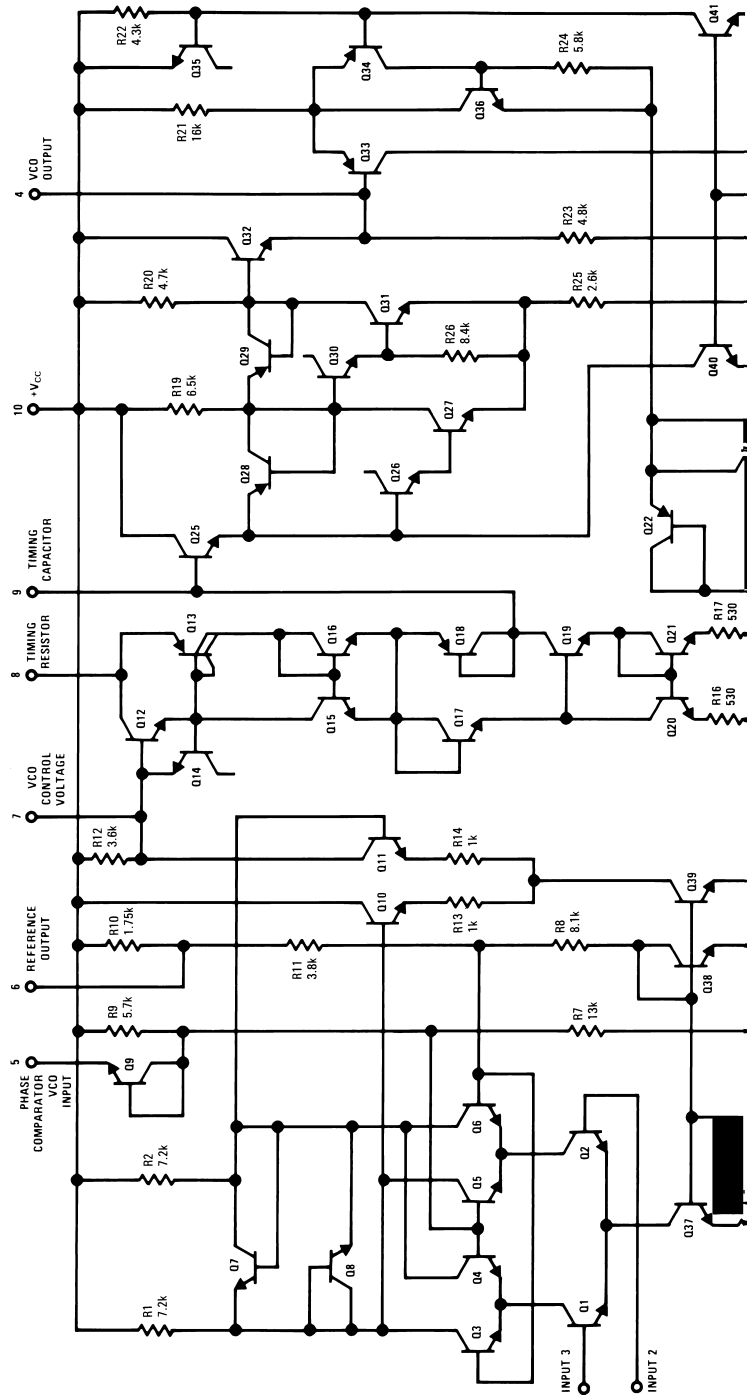 4
VCO
OUTPUT
10
+VCC
9
TIMING
CAPACITOR
8
TIMING
RESISTOR
7
VCO
CONTROL
VOLTAGE
6
REFERENCE
OUTPUT
5
PHASE
COMPARATOR
VCO
INPUT
R22
4.3k
Q35
Q34
R24
5.8k
Q41
R21
16k
Q36
Q33
Q32
R23
4.8k
R20
4.7k
Q31
R25
2.6k
Q29
Q30
R26
8.4k
R19
6.5k
Q27
Q40
Q28
Q26
Q25
Q22
Q13
Q16
Q18
Q19
Q21
R17
530
Q12
Q14
Q15
Q17
Q20
R16
530
R12
3.6k
Q11
R14
1k
Q10
R13
1k
Q39
R10
1.75k
R11
3.8k
R8
8.1k
Q38
R9
5.7k
Q9
R7
13k
R2
7.2k
Q6
Q2
Q5
Q7
Q8
Q4
Q37
R1
7.2k
Q3
Q1
INPUT 3
INPUT 2